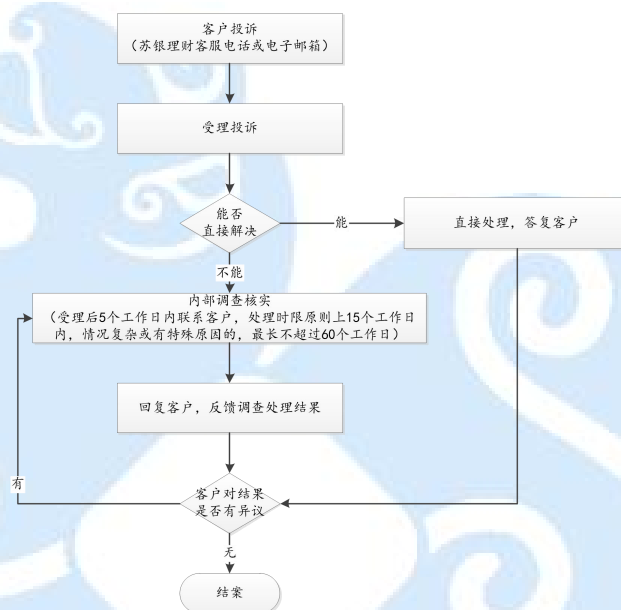 客户投诉
（苏银理财客服电话或电子邮箱）
受理投诉
能否
直接解决
能
直接处理，答复客户
不能
内部调查核实
（受理后5个工作日内联系客户，处理时限原则上15个工作日
内，情况复杂或有特殊原因的，最长不超过60个工作日）
回复客户，反馈调查处理结果
有
客户对结果
是否有异议
无
结案